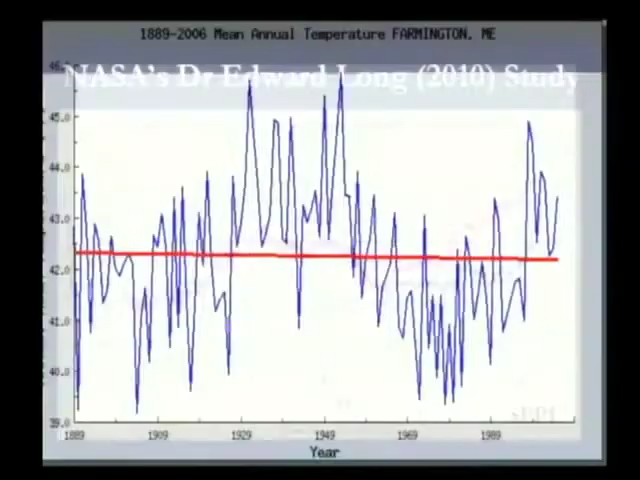 1889-2006 Mean Annual Temperature FARMINGTON, ME
NASA's Dr Edward Long (2010) Study
45.0
44.0
43.0
42.0
41.0
40.0
39.0
1889 1909 1929 1949 1969 1989
Year